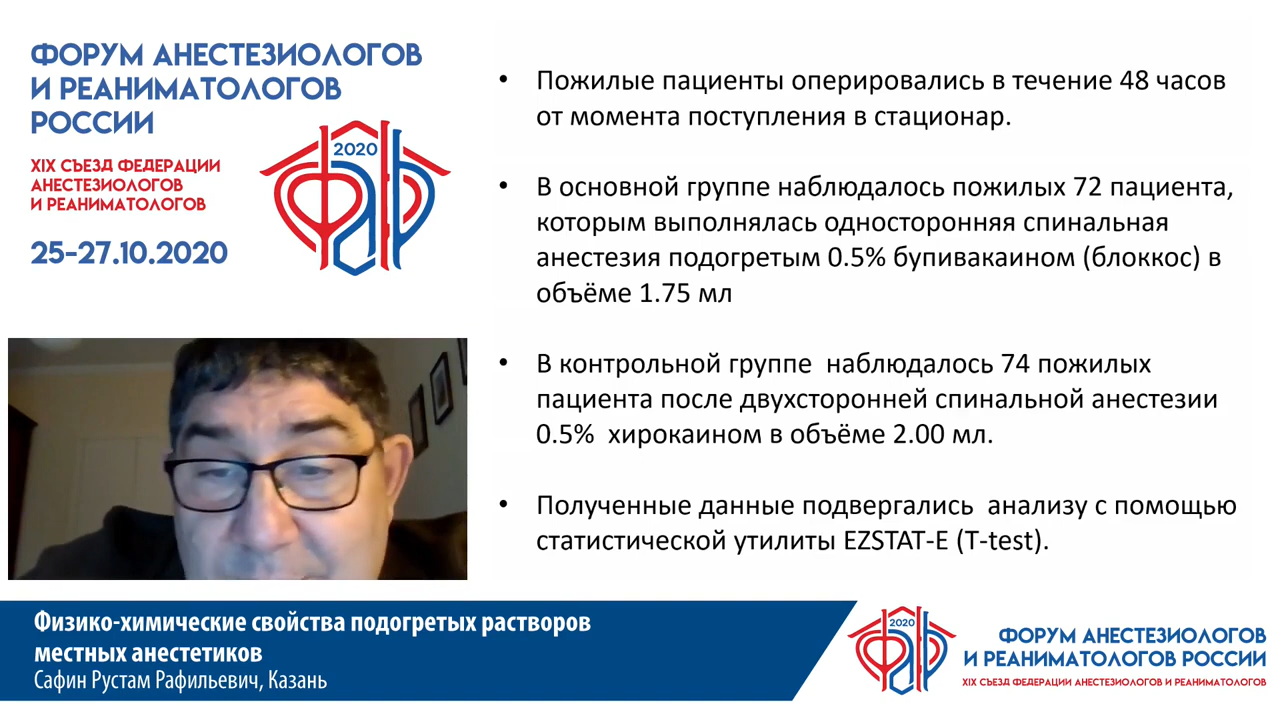 ФОРУМ АНЕСТЕЗИОЛОГОВ
И РЕАНИМАТОЛОГОВ
РОССИИ
XIX СЪЕЗД ФЕДЕРАЦИИ
АНЕСТЕЗИОЛОГОВ
И РЕАНИМАТОЛОГОВ
25-27.10.2020
2020
ФАР
• Пожилые пациенты оперировались в течение 48 часов
от момента поступления в стационар.
• В основной группе наблюдалось пожилых 72 пациента,
которым выполнялась односторонняя спинальная
анестезия подогретым 0.5% бупивакаином (блоккос) в
объёме 1.75 мл
• В контрольной группе наблюдалось 74 пожилых
пациента после двухсторонней спинальной анестезии
0.5% хирокаином в объёме 2.00 мл.
• Полученные данные подвергались анализу с помощью
статистической утилиты EZSTAT-E (T-test).
Физико-химические свойства подогретых растворов
местных анестетиков
Сафин Рустам Рафильевич, Казань
2020
ФАР
ФОРУМ АНЕСТЕЗИОЛОГОВ
И РЕАНИМАТОЛОГОВ РОССИИ
XIX СЪЕЗД ФЕДЕРАЦИИ АНЕСТЕЗИОЛОГОВ И РЕАНИМАТОЛОГОВ